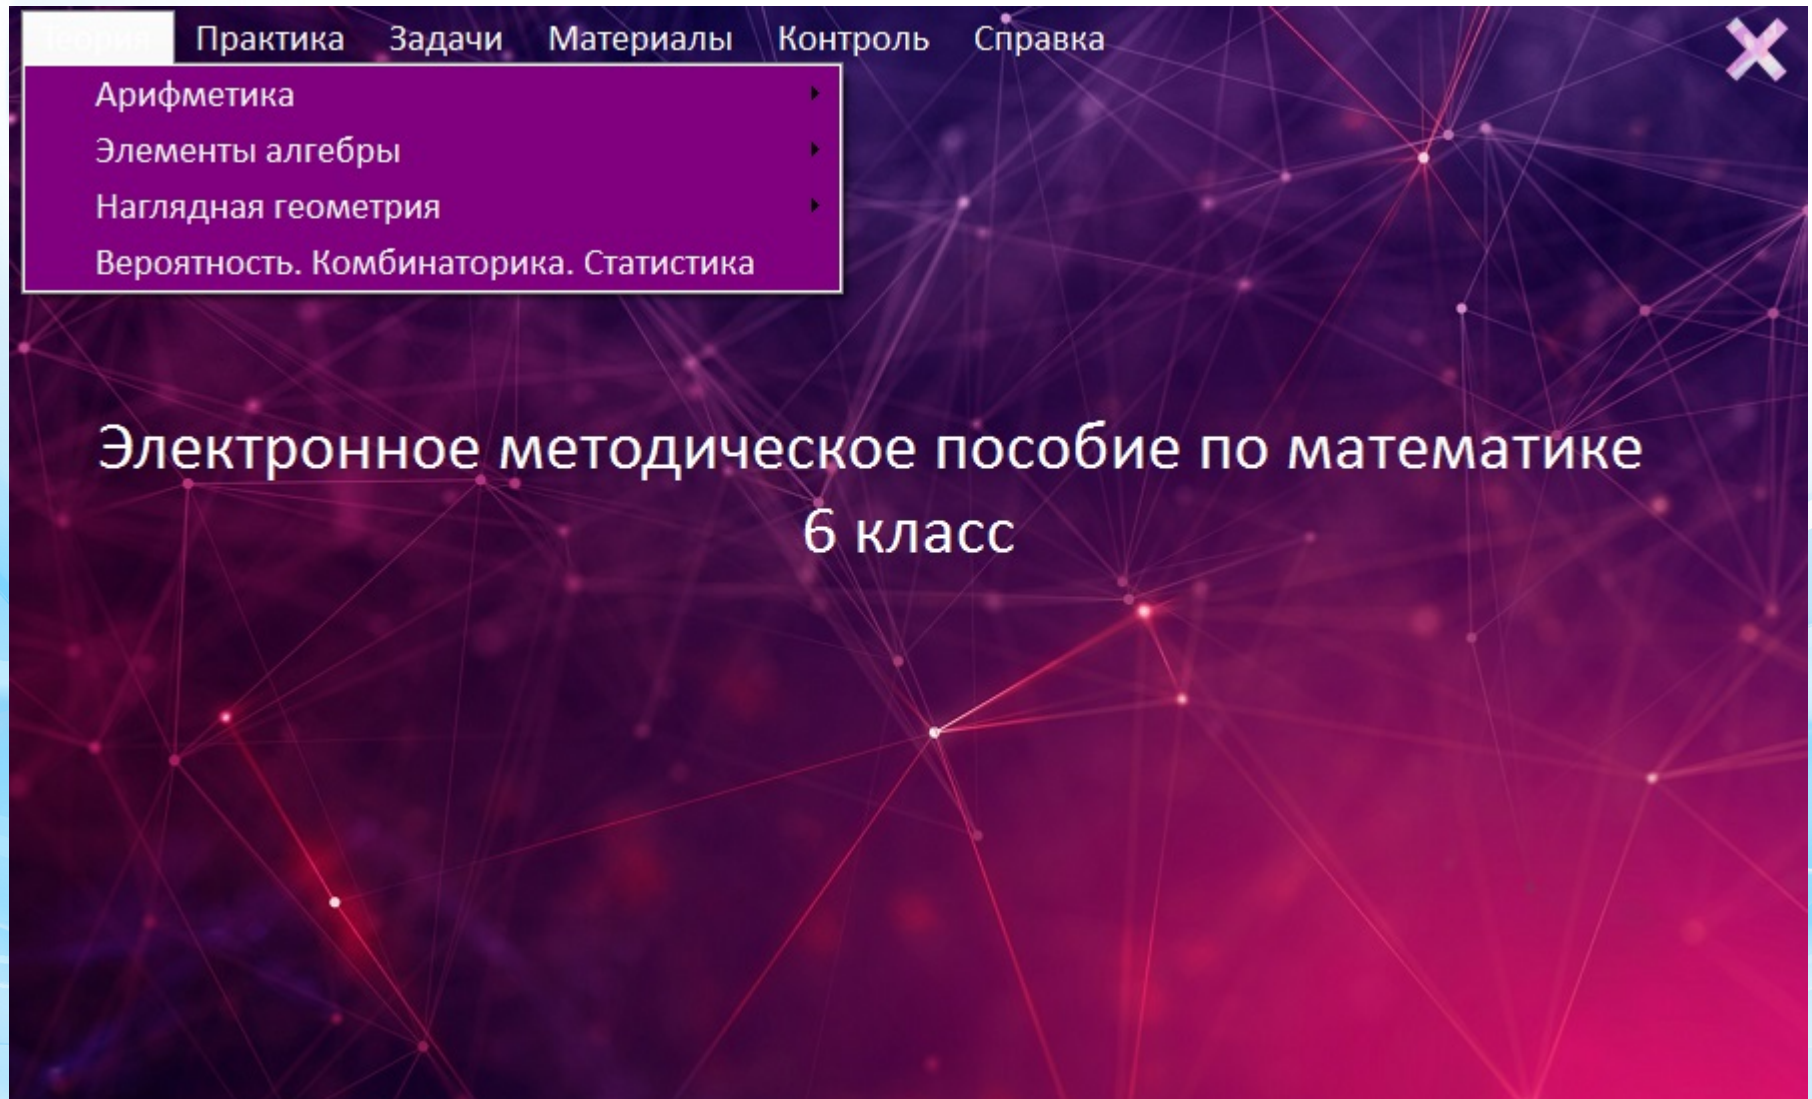 Теория Практика Задачи Материалы Контроль Справка
Арифметика
Элементы алгебры
Наглядная геометрия
Вероятность. Комбинаторика. Статистика
Электронное методическое пособие по математике
6 класс